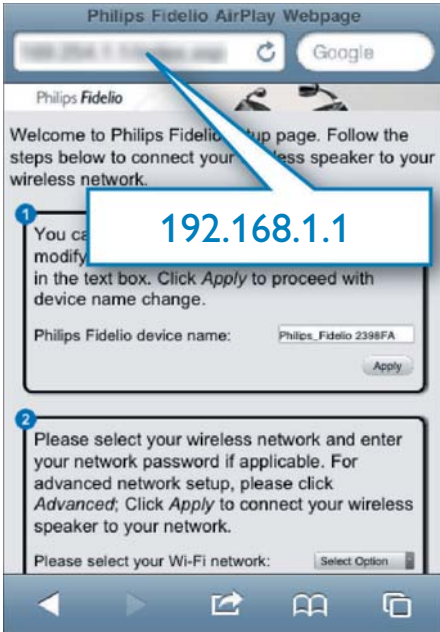 Philips Fidelio AirPlay Webpage
Google
Philips Fidelio
Welcome to Philips Fidelio setup page. Follow the
steps below to connect your wireless speaker to your
wireless network.
192.168.1.1
1
You ca
modify
in the text box. Click Apply to proceed with
device name change.
Philips Fidelio device name:
Philips_Fidelio 2398FA
Apply
2
Please select your wireless network and enter
your network password if applicable. For
advanced network setup, please click
Advanced; Click Apply to connect your wireless
speaker to your network.
Please select your Wi-Fi network:
Select Option